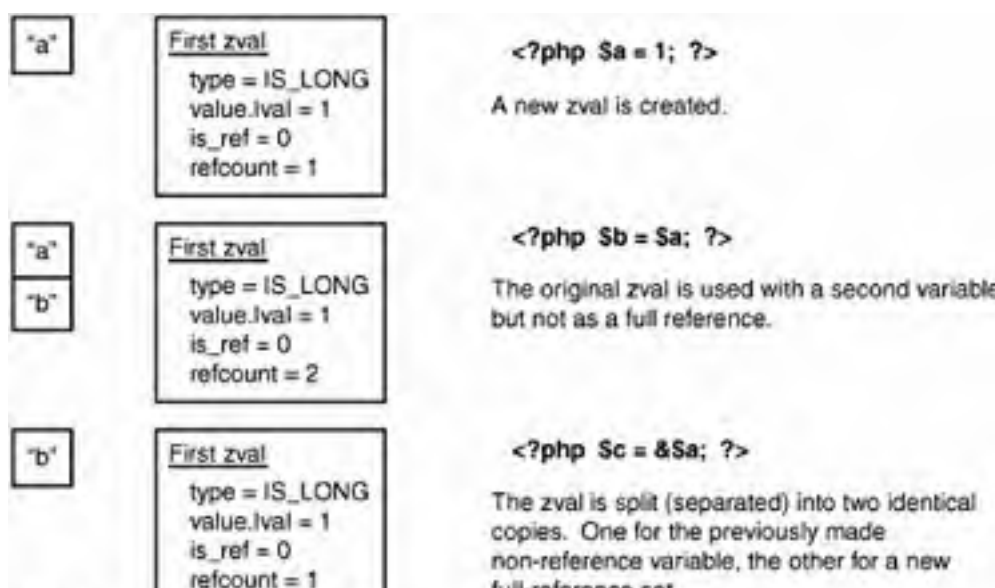 "a"
First zval
type = IS_LONG
value.lval = 1
is_ref = 0
refcount = 1
<?php $a = 1; ?>
A new zval is created.
"a"
"b"
First zval
type = IS_LONG
value.lval = 1
is_ref = 0
refcount = 2
<?php $b = $a; ?>
The original zval is used with a second variable
but not as a full reference.
"b"
First zval
type = IS_LONG
value.lval = 1
is_ref = 0
refcount = 1
<?php $c = &$a; ?>
The zval is split (separated) into two identical
copies. One for the previously made
non-reference variable, the other for a new
full reference set